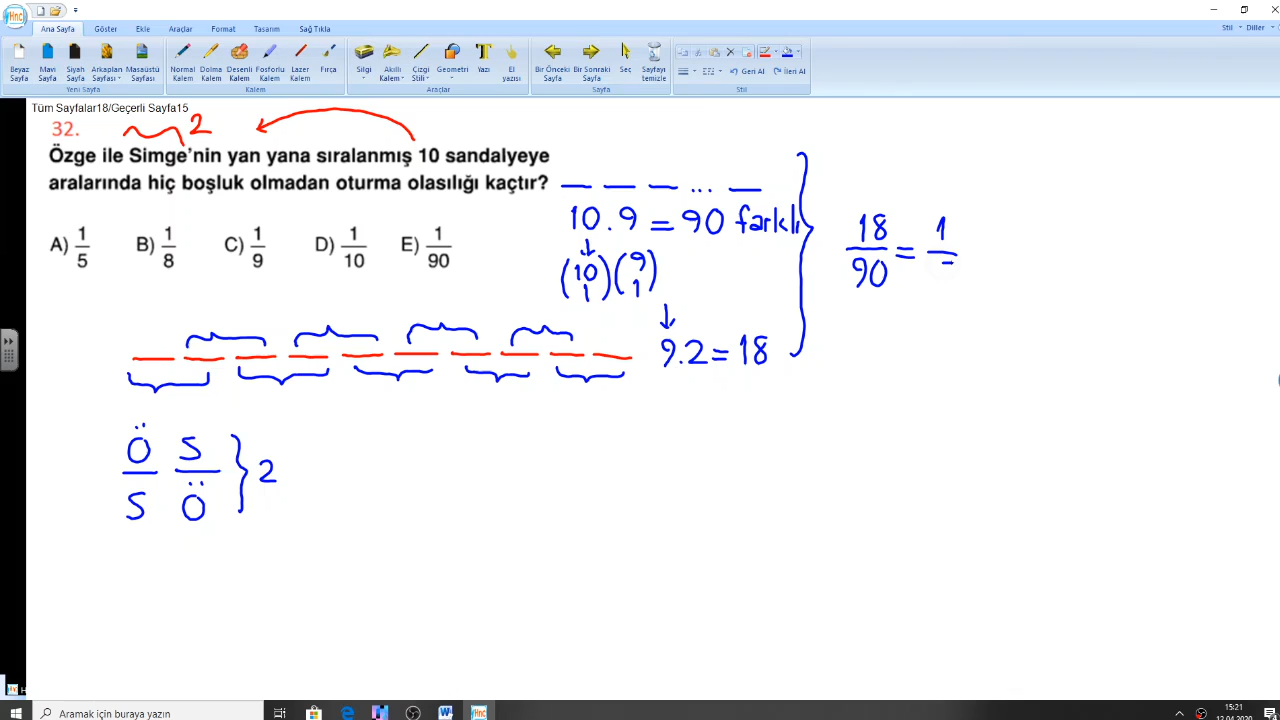 Hnc
Stil Diller
Ana Sayfa Göster Ekle Araçlar Format Tasarım Sağ Tıkla
Beyaz Sayfa Mavi Sayfa Siyah Sayfa Arkaplan Sayfası Masaüstü Sayfası
Normal Kalem Dolma Kalem Desenli Kalem Fosforlu Kalem Lazer Kalem Fırça
Silgi Akıllı Kalem Çizgi Stili Geometri Yazı El yazısı
Bir Önceki Sayfa Bir Sonraki Sayfa Seç Sayfayı temizle
Geri Al İleri Al
Yeni Sayfa Kalem Araçlar Sayfa Stil
Tüm Sayfalar18/Geçerli Sayfa15
32. 2
Özge ile Simge'nin yan yana sıralanmış 10 sandalyeye
aralarında hiç boşluk olmadan oturma olasılığı kaçtır?
A) 1/5 B) 1/8 C) 1/9 D) 1/10 E) 1/90
...
10.9 = 90 farklı
(10 1)(9 1)
9.2 = 18
18/90 = 1
Ö S
S Ö
} 2
Aramak için buraya yazın
15:21
12.04.2020